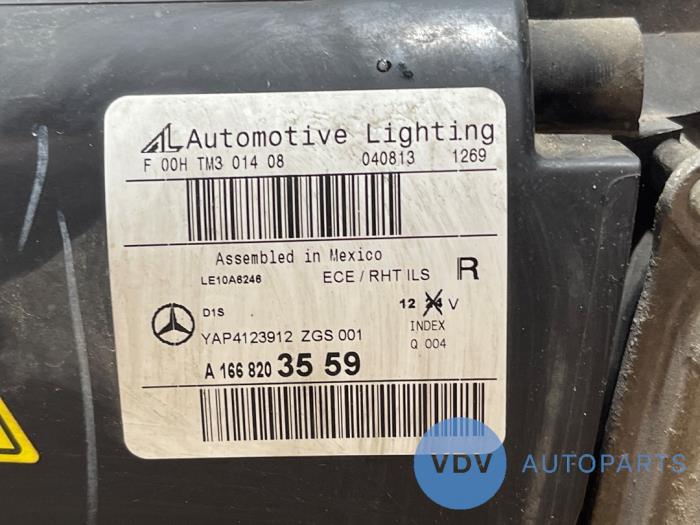 AL Automotive Lighting
F 00H TM3 014 08 040813 1269
Assembled in Mexico
LE10A6246 ECE / RHT ILS R
D1S 12 24 V
YAP4123912 ZGS 001 INDEX
Q 004
A 166 820 35 59
VDV AUTOPARTS